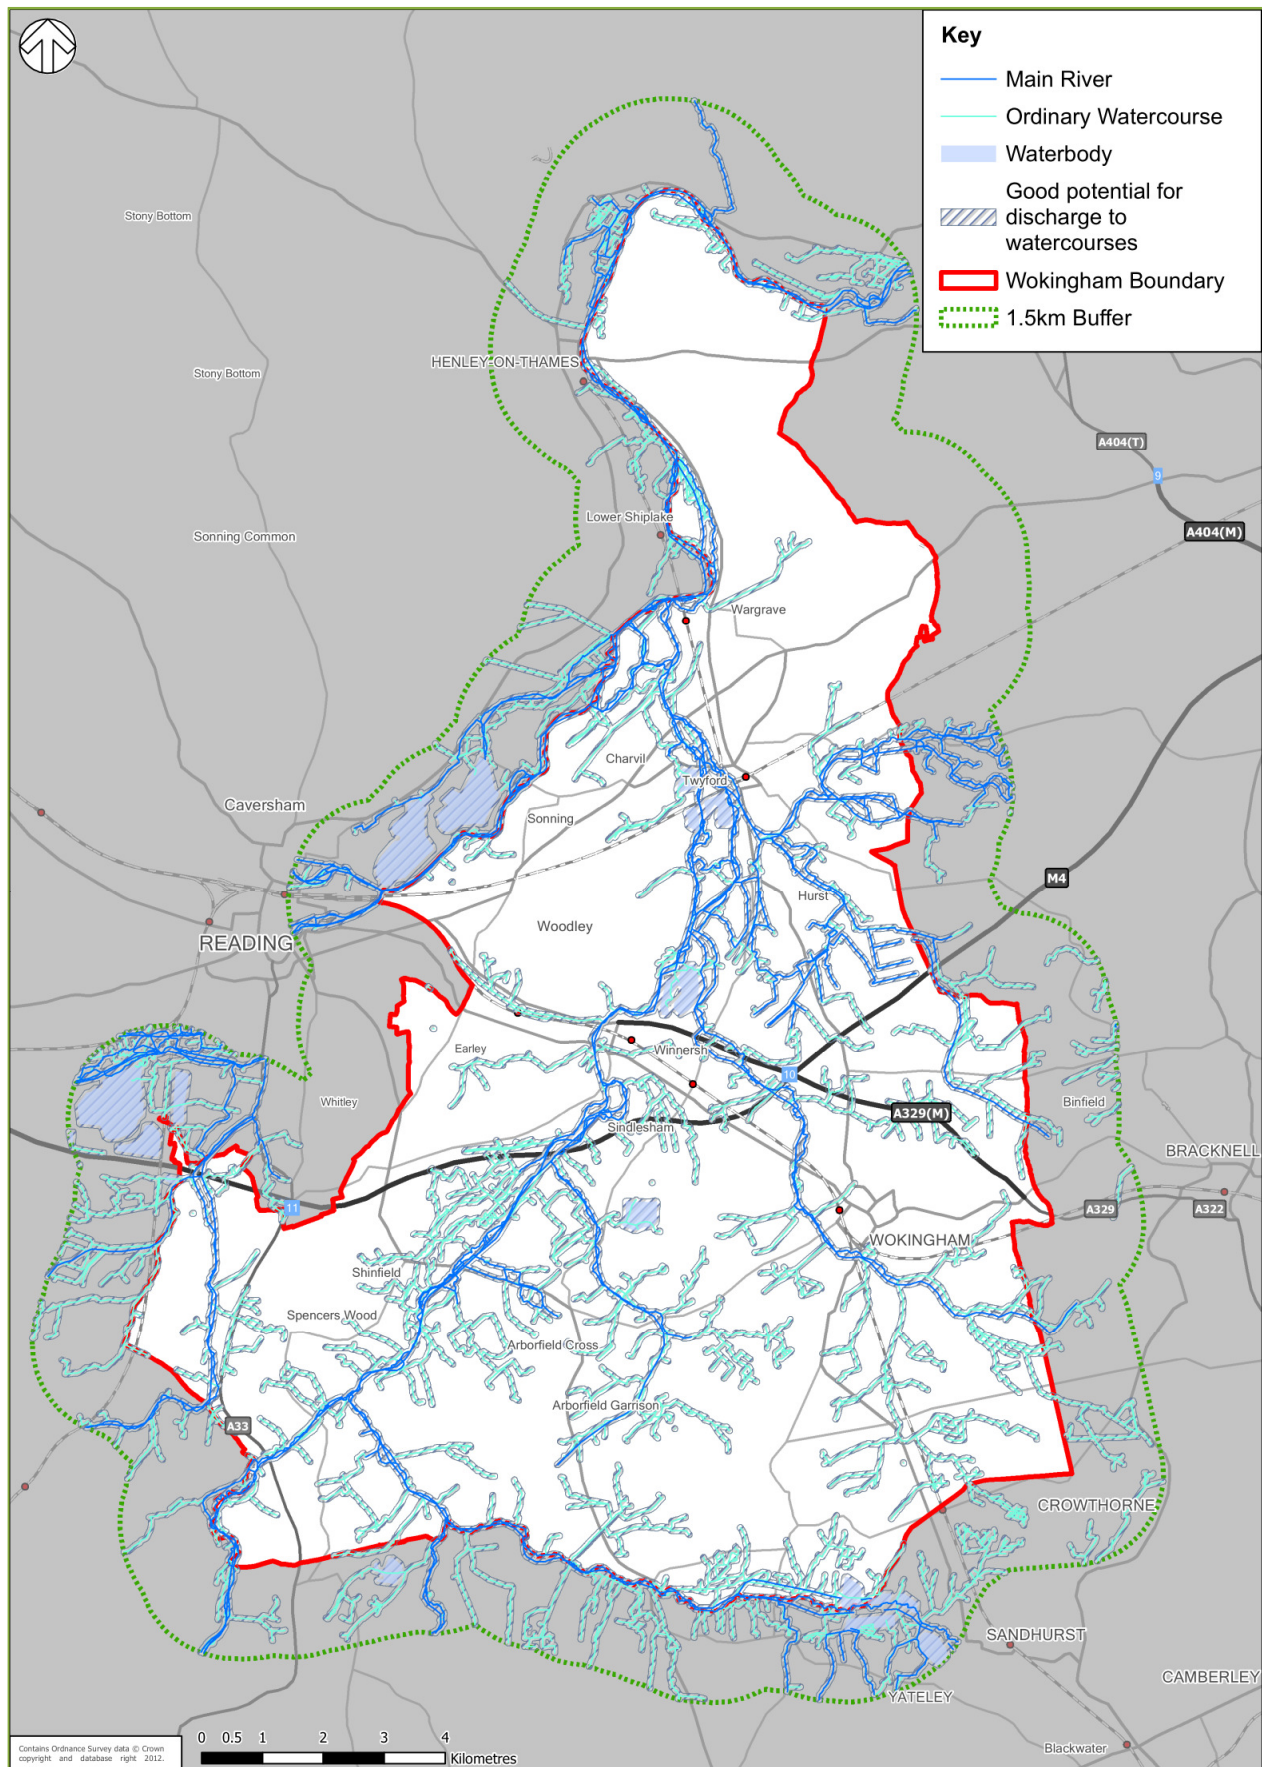 Key
Main River
Ordinary Watercourse
Waterbody
Good potential for
discharge to
watercourses
Wokingham Boundary
1.5km Buffer
Stony Bottom
Stony Bottom
HENLEY-ON-THAMES
A404(T)
9
Lower Shiplake
Sonning Common
A404(M)
Wargrave
Charvil
Twyford
Caversham
Sonning
M4
Hurst
Woodley
READING
Earley
Winnersh
10
Whitley
Binfield
A329(M)
Sindlesham
BRACKNELL
11
A329
A322
WOKINGHAM
Shinfield
Spencers Wood
Arborfield Cross
Arborfield Garrison
A33
CROWTHORNE
SANDHURST
CAMBERLEY
YATELEY
Blackwater
0 0.5 1 2 3 4
Kilometres
Contains Ordnance Survey data © Crown
copyright and database right 2012.